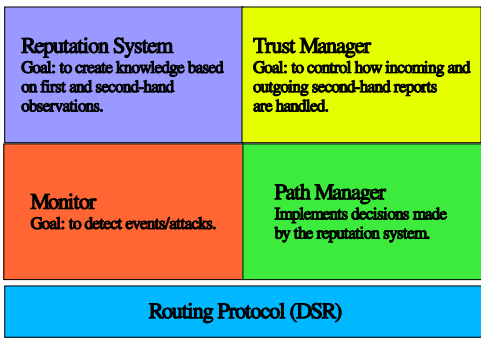 Reputation System
Goal: to create knowledge based
on first and second-hand
observations.
Trust Manager
Goal: to control how incoming and
outgoing second-hand reports
are handled.
Monitor
Goal: to detect events/attacks.
Path Manager
Implements decisions made
by the reputation system.
Routing Protocol (DSR)